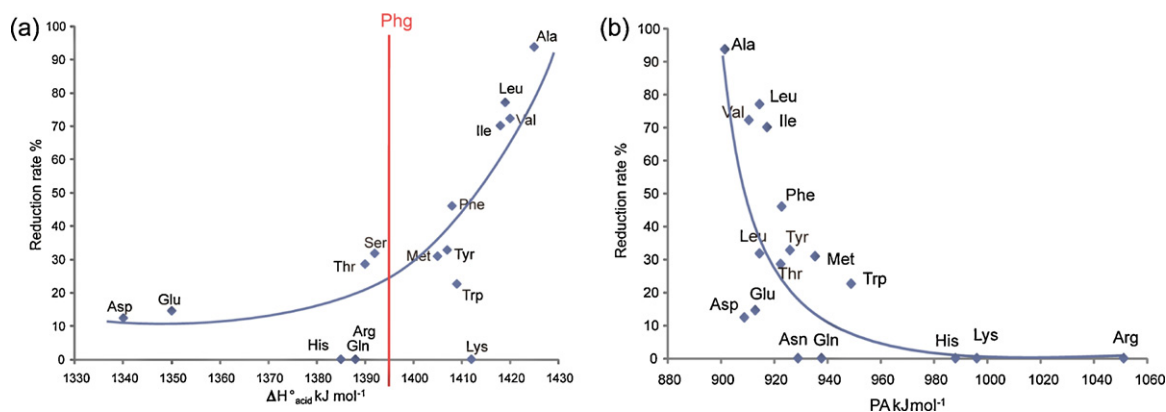 (a)
Phg
Reduction rate %
100
90
80
70
60
50
40
30
20
10
0
Ala
Leu
Ile
Val
Phe
Ser
Thr
Met
Tyr
Trp
Glu
Asp
His
Arg
Gln
Lys
1330 1340 1350 1360 1370 1380 1390 1400 1410 1420 1430
ΔH°acid kJ mol-1
(b)
Reduction rate %
100
90
80
70
60
50
40
30
20
10
0
Ala
Leu
Val
Ile
Phe
Leu
Tyr
Thr
Met
Trp
Glu
Asp
Asn
Gln
His
Lys
Arg
880 900 920 940 960 980 1000 1020 1040 1060
PA kJmol-1